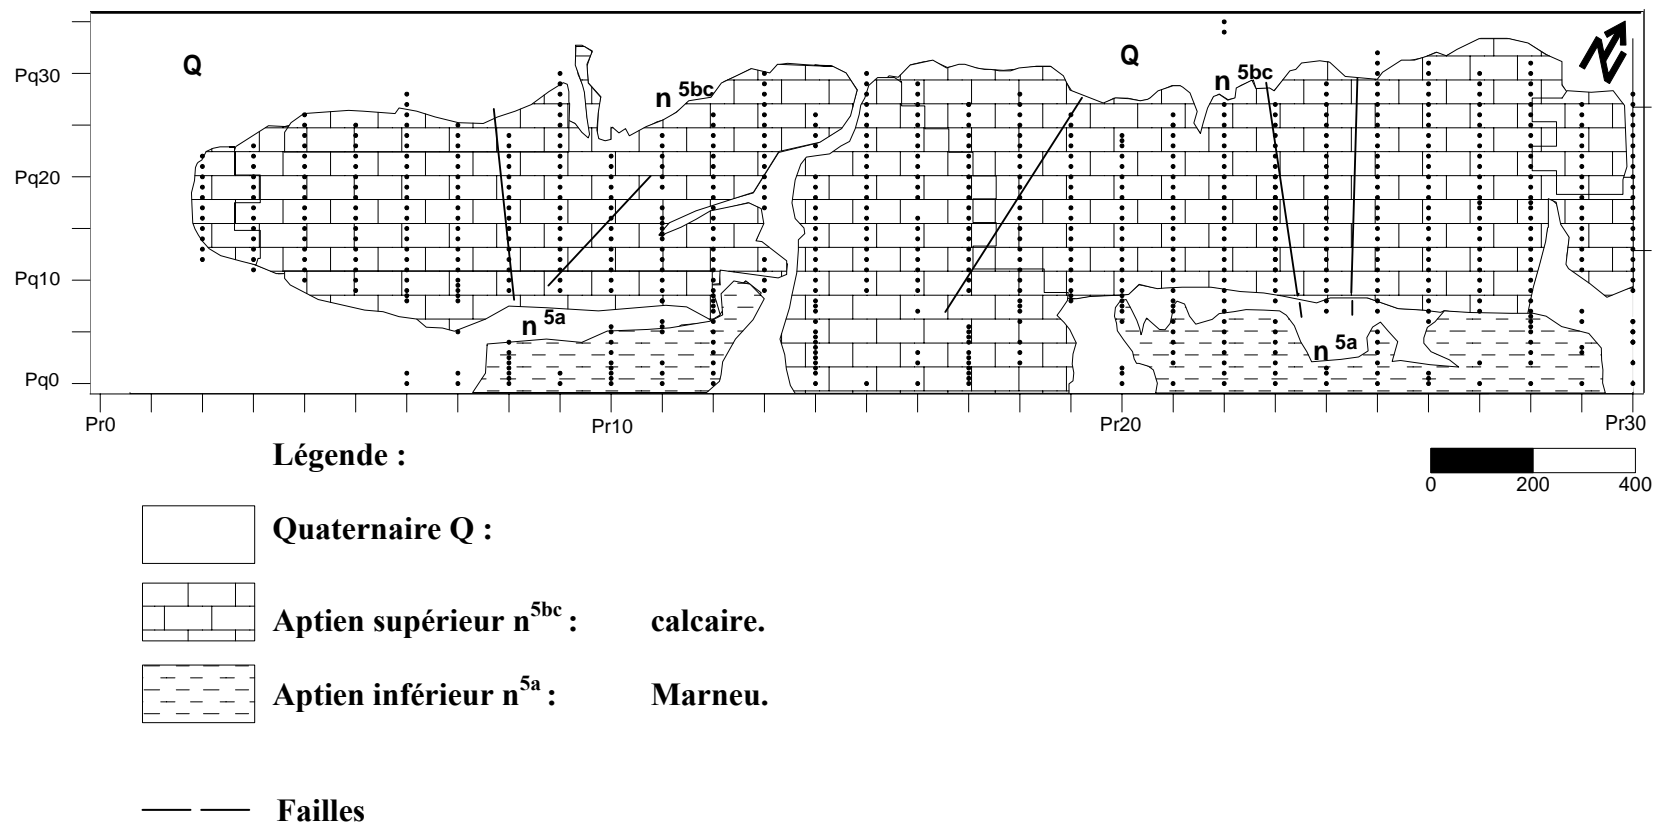 Q
Q
n 5bc
n 5bc
N
Pq30
Pq20
Pq10
Pq0
n 5a
n 5a
Pr0
Pr10
Pr20
Pr30
0 200 400
Légende :
Quaternaire Q :
Aptien supérieur n5bc : calcaire.
Aptien inférieur n5a : Marneu.
Failles